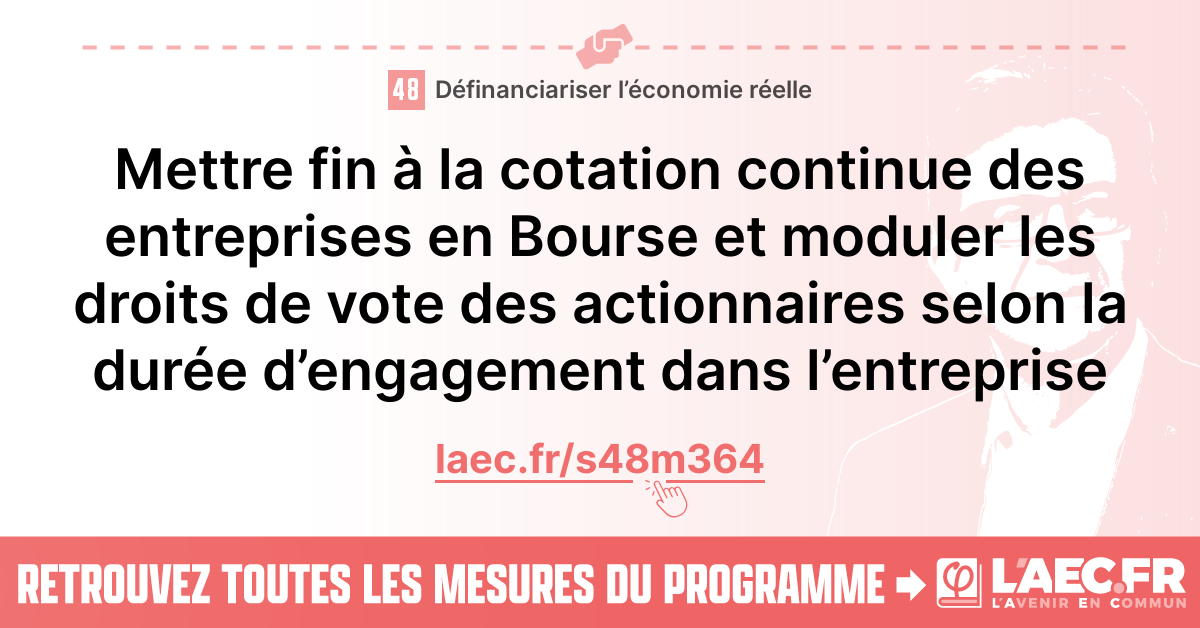 48 Définanciariser l’économie réelle
Mettre fin à la cotation continue des
entreprises en Bourse et moduler les
droits de vote des actionnaires selon la
durée d’engagement dans l’entreprise
laec.fr/s48m364
RETROUVEZ TOUTES LES MESURES DU PROGRAMME
φ L'AEC.FR
L'AVENIR EN COMMUN